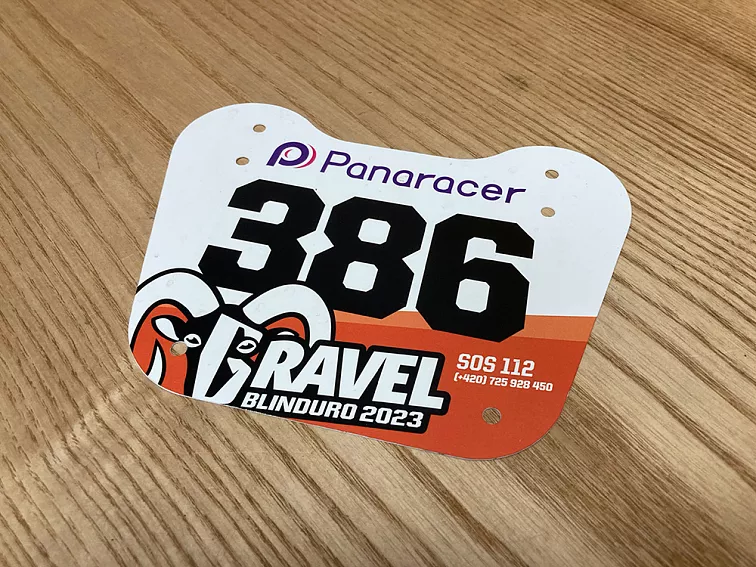 Panaracer
386
GRAVEL
BLINDURO 2023
SOS 112
(+420) 725 928 450